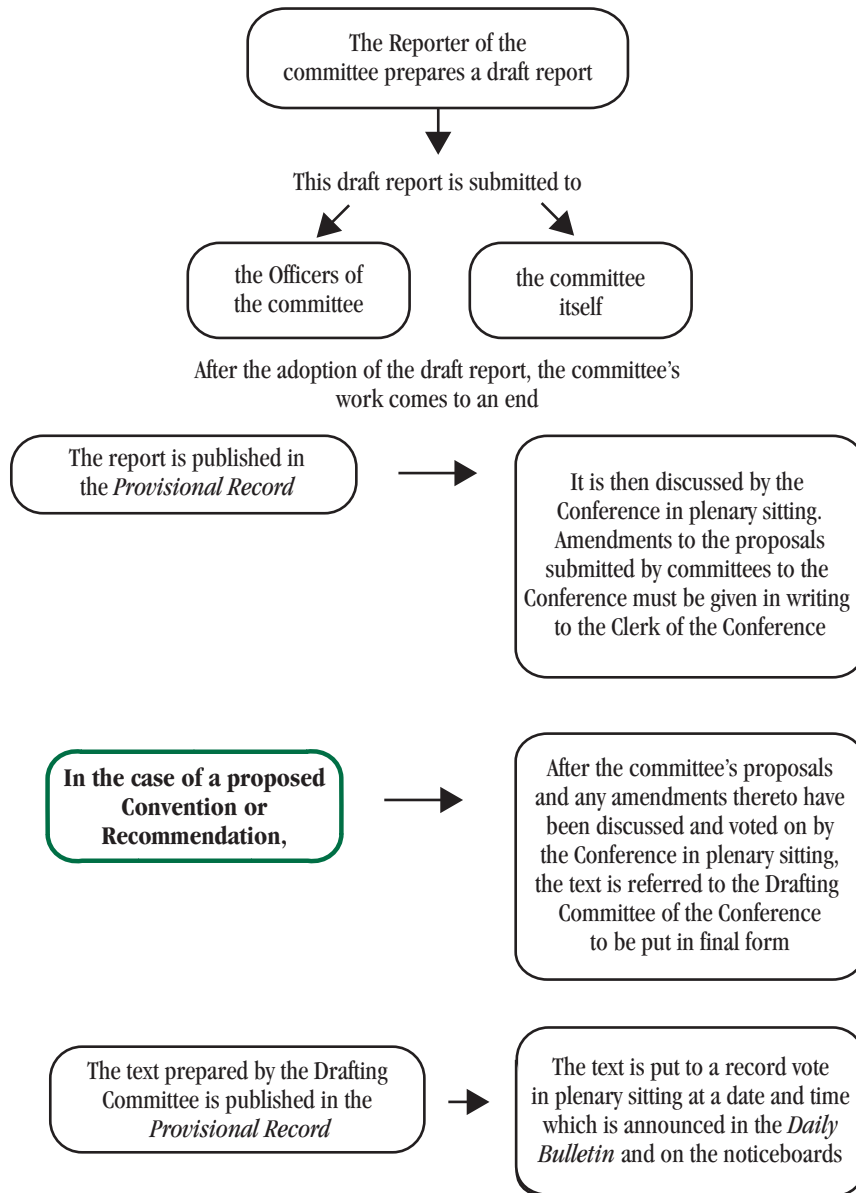 The Reporter of the
committee prepares a draft report
This draft report is submitted to
the Officers of
the committee
the committee
itself
After the adoption of the draft report, the committee’s
work comes to an end
The report is published in
the Provisional Record
It is then discussed by the
Conference in plenary sitting.
Amendments to the proposals
submitted by committees to the
Conference must be given in writing
to the Clerk of the Conference
In the case of a proposed
Convention or
Recommendation,
After the committee’s proposals
and any amendments thereto have
been discussed and voted on by
the Conference in plenary sitting,
the text is referred to the Drafting
Committee of the Conference
to be put in final form
The text prepared by the Drafting
Committee is published in the
Provisional Record
The text is put to a record vote
in plenary sitting at a date and time
which is announced in the Daily
Bulletin and on the noticeboards